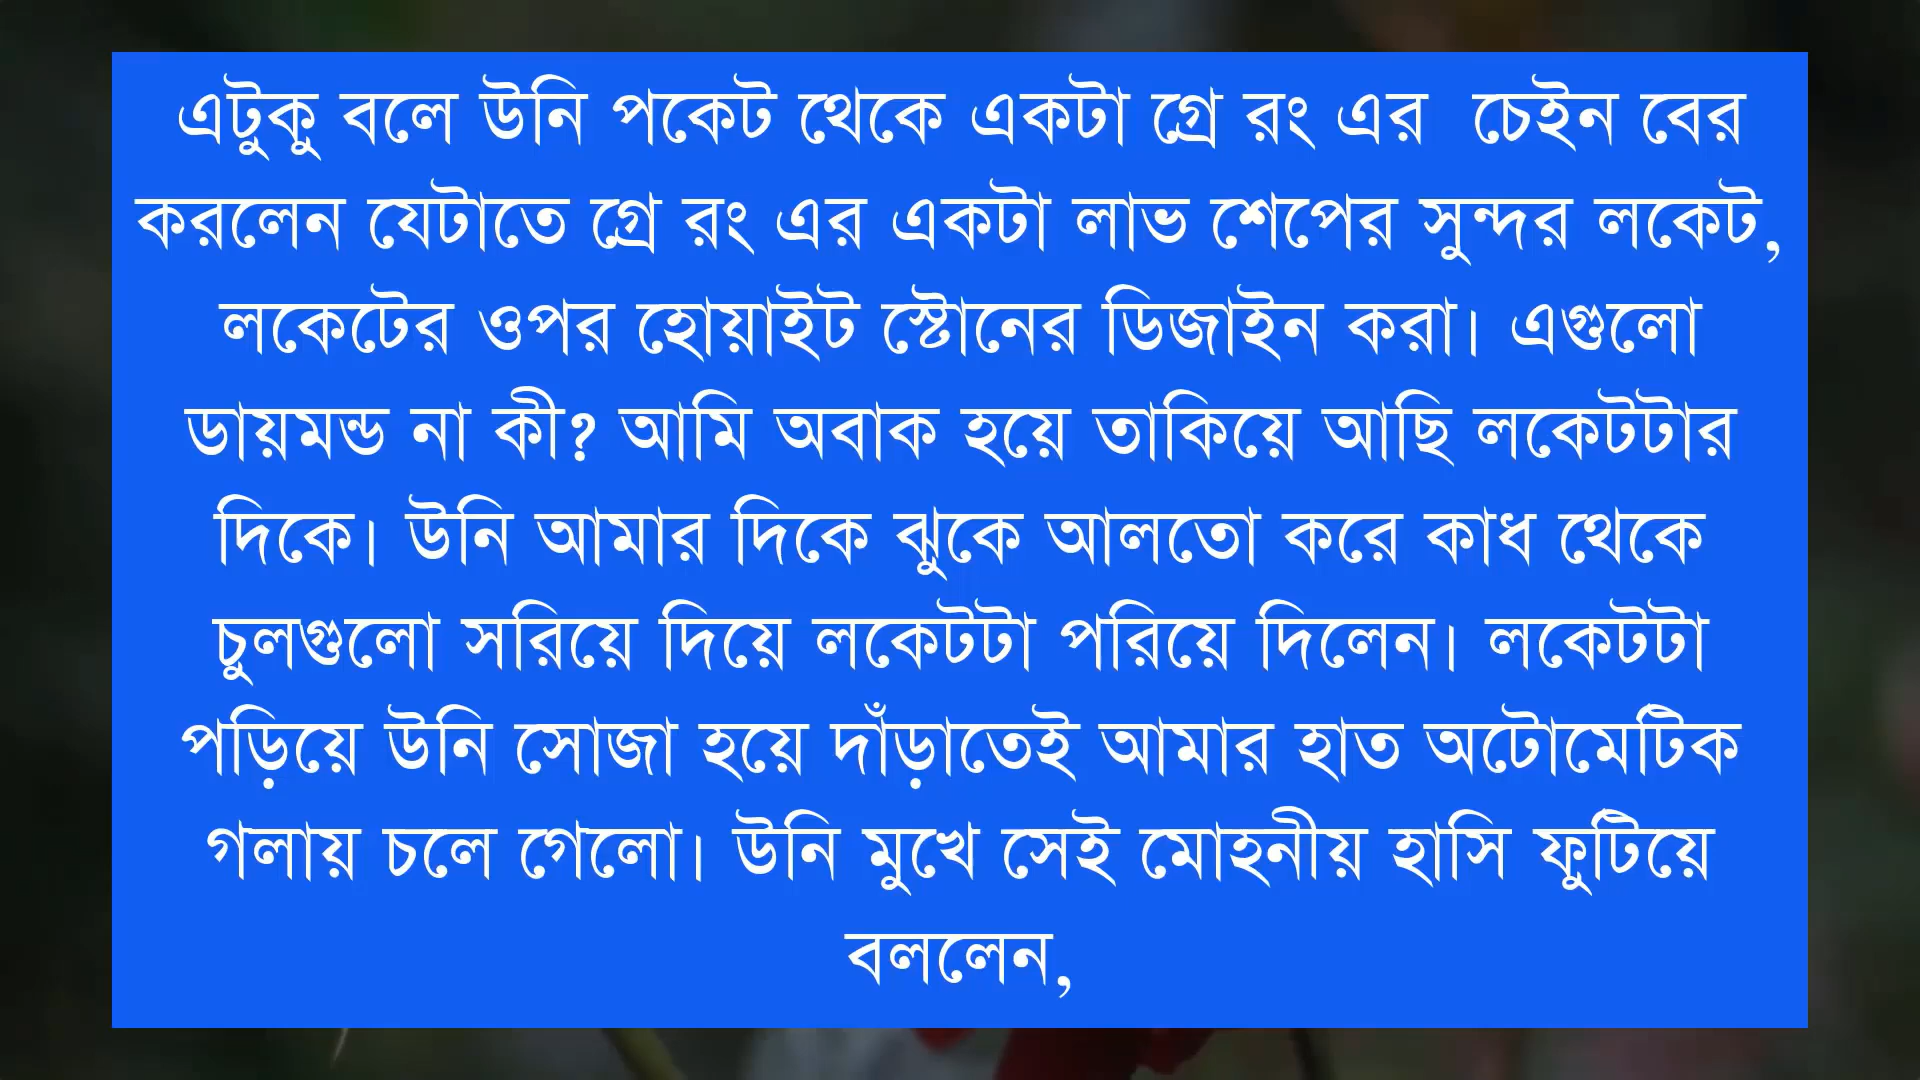 এটুকু বলে উনি পকেট থেকে একটা গ্রে রং এর  চেইন বের
করলেন যেটাতে গ্রে রং এর একটা লাভ শেপের সুন্দর লকেট,
লকেটের ওপর হোয়াইট স্টোনের ডিজাইন করা। এগুলো
ডায়মন্ড না কী? আমি অবাক হয়ে তাকিয়ে আছি লকেটটার
দিকে। উনি আমার দিকে ঝুকে আলতো করে কাধ থেকে
চুলগুলো সরিয়ে দিয়ে লকেটটা পরিয়ে দিলেন। লকেটটা
পড়িয়ে উনি সোজা হয়ে দাঁড়াতেই আমার হাত অটোমেটিক
গলায় চলে গেলো। উনি মুখে সেই মোহনীয় হাসি ফুটিয়ে
বললেন,